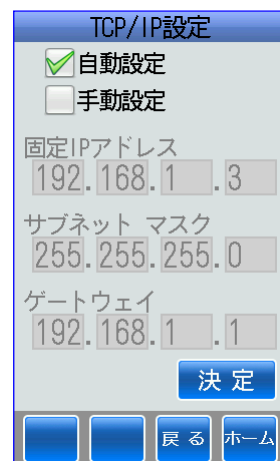 TCP/IP設定
自動設定
手動設定
固定IPアドレス
192.168.1.3
サブネット マスク
255.255.255.0
ゲートウェイ
192.168.1.1
決定
戻る ホーム